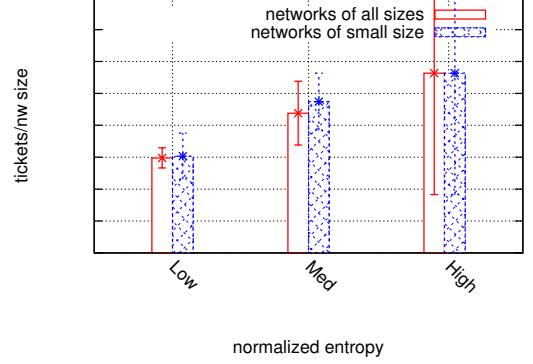 networks of all sizes
networks of small size
tickets/nw size
Low
Med
High
normalized entropy